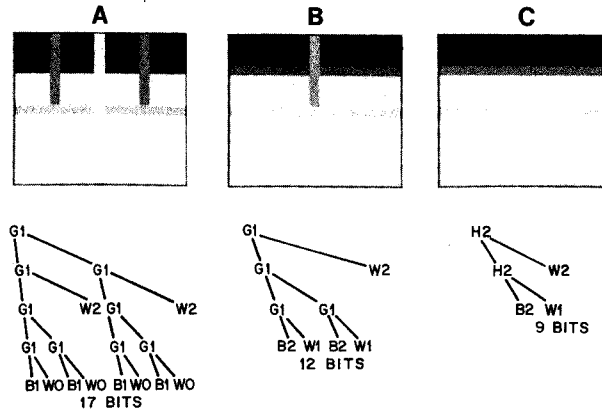 A B C
G1 G1 H2
G1 G1 W2 G1 W2 H2 W2
G1 W2 G1 W2 G1 G1 B2 W1
G1 G1 G1 G1 B2 W1 B2 W1 9 BITS
B1 W0 B1 W0 B1 W0 B1 W0 12 BITS
17 BITS